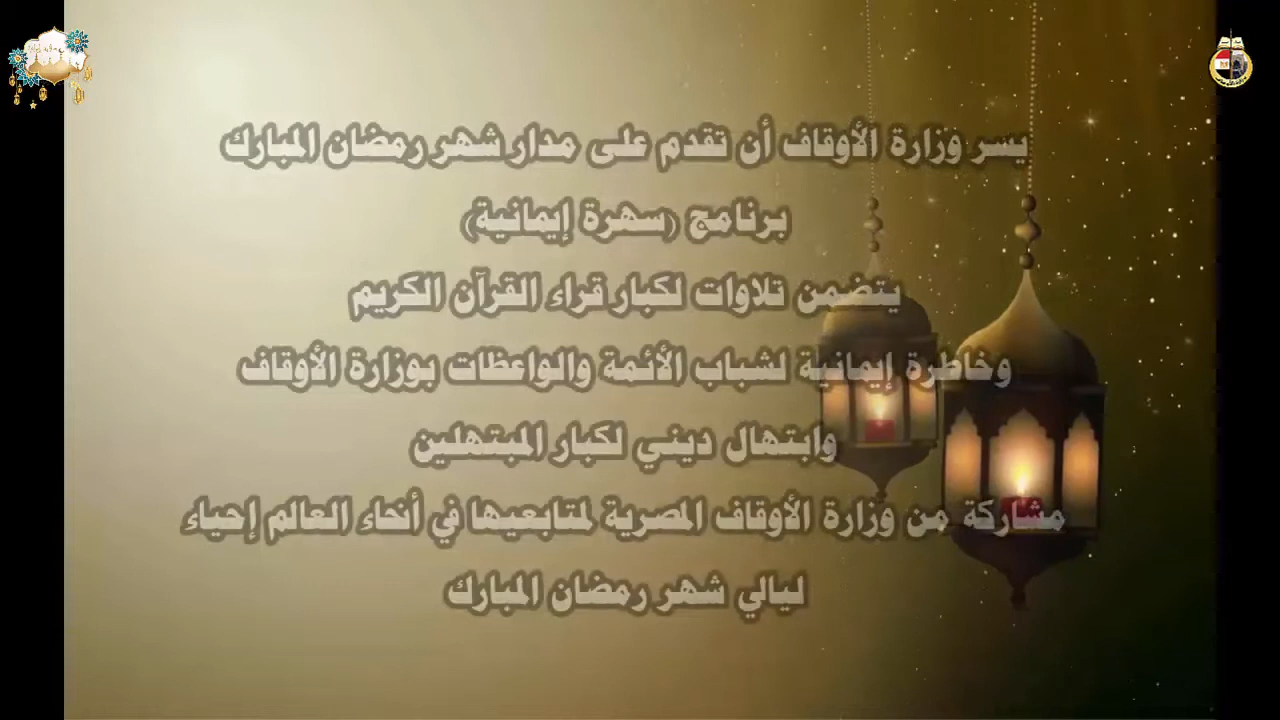 يسر وزارة الأوقاف أن تقدم على مدار شهر رمضان المبارك
برنامج (سهرة إيمانية)
يتضمن تلاوات لكبار قراء القرآن الكريم
وخاطرة إيمانية لشباب الأئمة والواعظات بوزارة الأوقاف
وابتهال ديني لكبار المبتهلين
مشاركة من وزارة الأوقاف المصرية لمتابعيها في أنحاء العالم إحياء
ليالي شهر رمضان المبارك